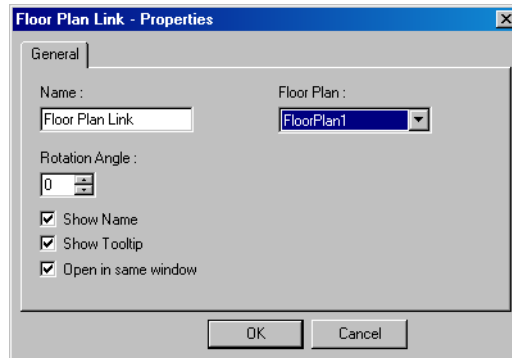 Floor Plan Link - Properties
General
Name :
Floor Plan :
Floor Plan Link
FloorPlan1
Rotation Angle :
0
Show Name
Show Tooltip
Open in same window
OK
Cancel